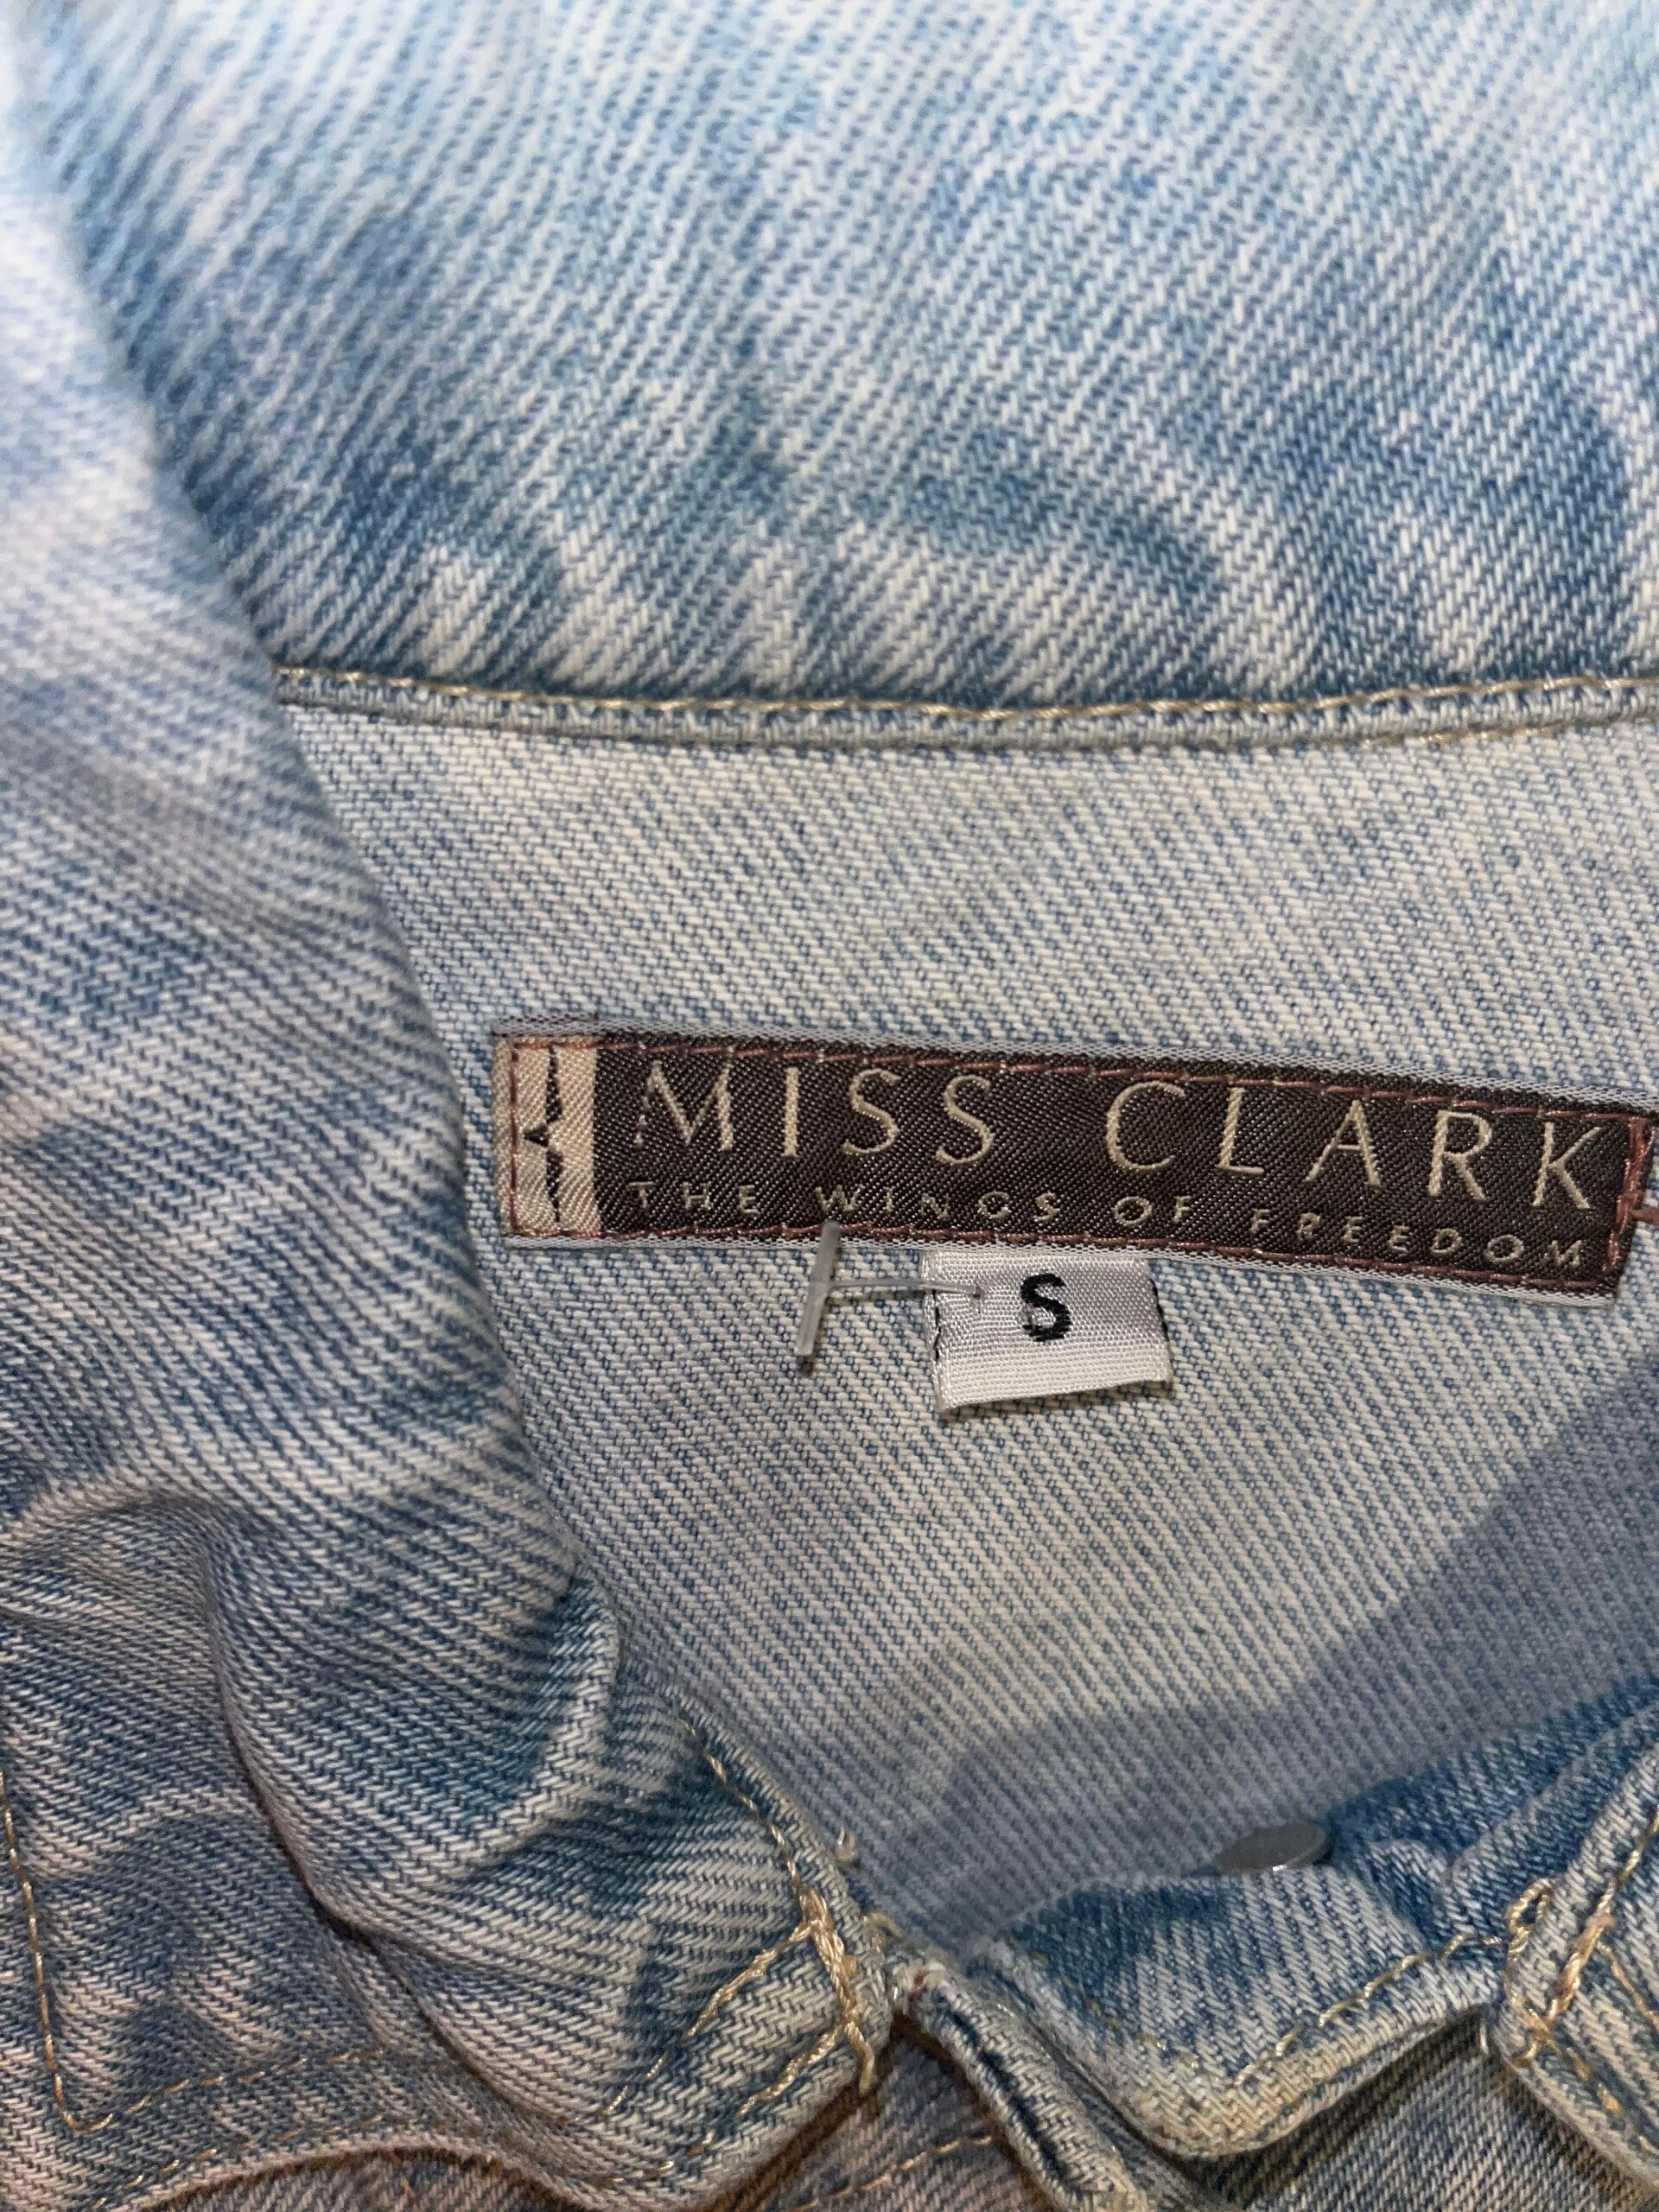 MISS CLARK
THE WINGS OF FREEDOM
S